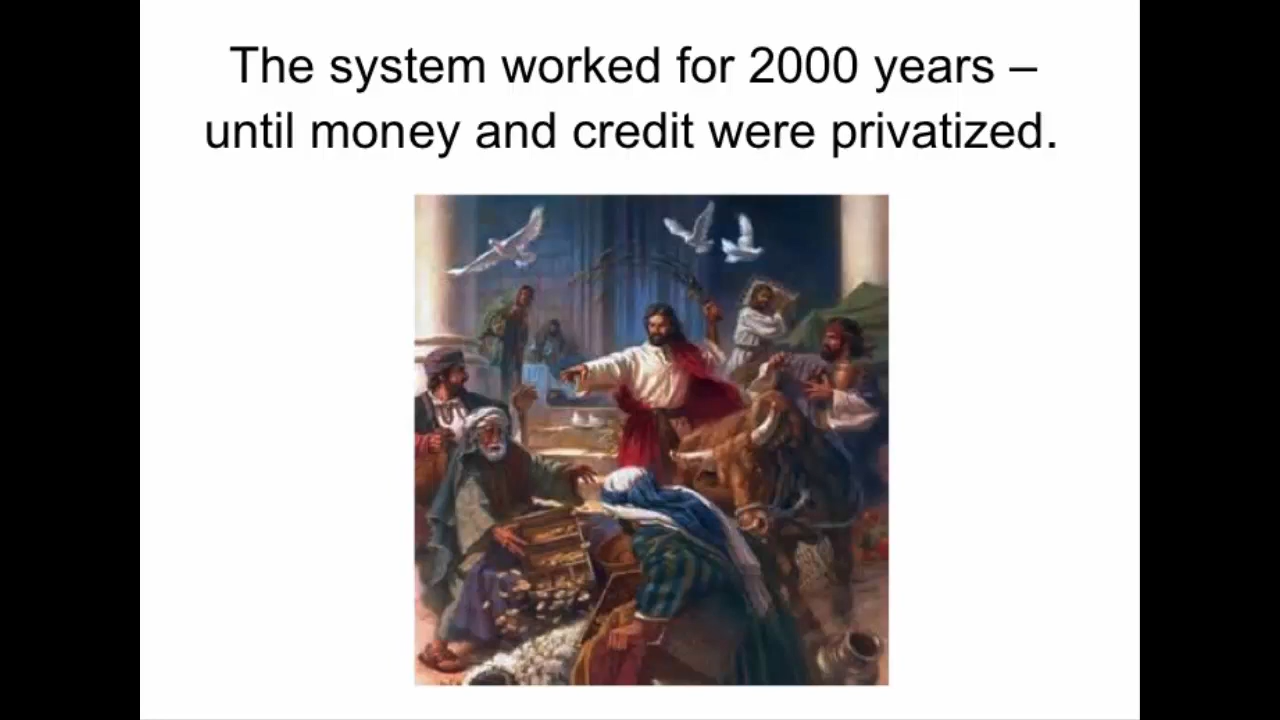 The system worked for 2000 years –
until money and credit were privatized.